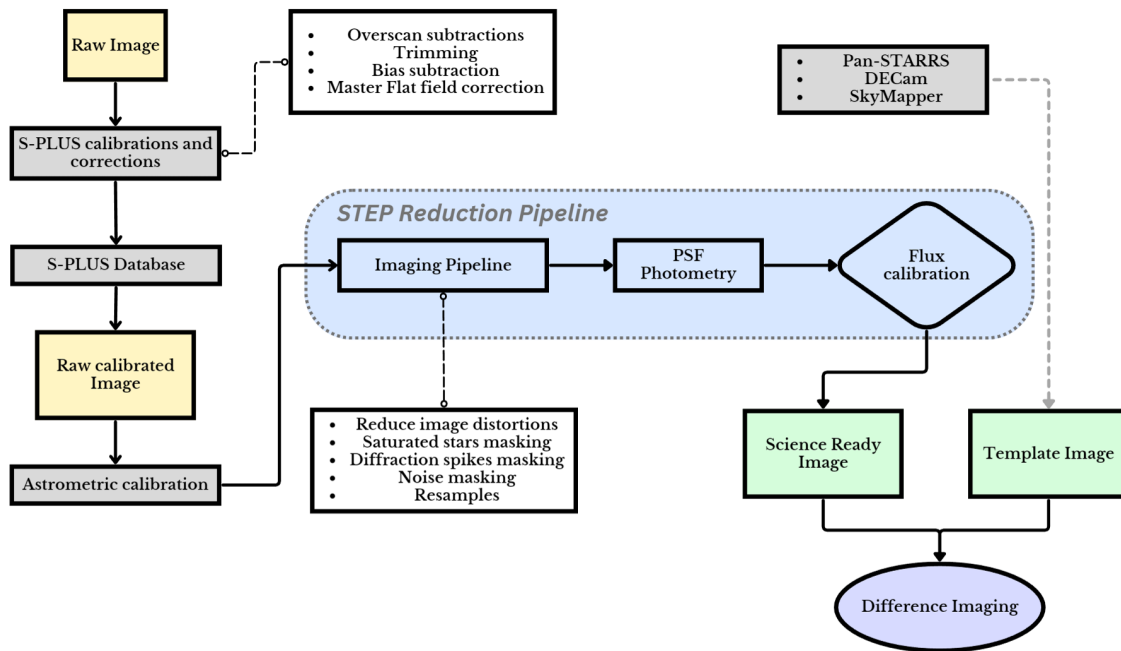 Raw Image
• Overscan subtractions
• Trimming
• Bias subtraction
• Master Flat field correction
• Pan-STARRS
• DECam
• SkyMapper
S-PLUS calibrations and
corrections
STEP Reduction Pipeline
S-PLUS Database
Imaging Pipeline
PSF
Photometry
Flux
calibration
Raw calibrated
Image
Astrometric calibration
• Reduce image distortions
• Saturated stars masking
• Diffraction spikes masking
• Noise masking
• Resamples
Science Ready
Image
Template Image
Difference Imaging